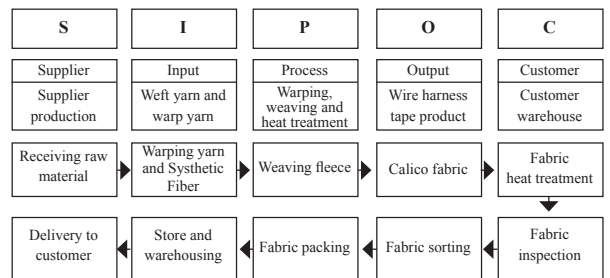 S I P O C
Supplier Input Process Output Customer
Supplier production
Weft yarn and warp yarn
Warping, weaving and heat treatment
Wire harness tape product
Customer warehouse
Receiving raw material
Warping yarn and Systhetic Fiber
Weaving fleece
Calico fabric
Fabric heat treatment
Delivery to customer
Store and warehousing
Fabric packing
Fabric sorting
Fabric inspection